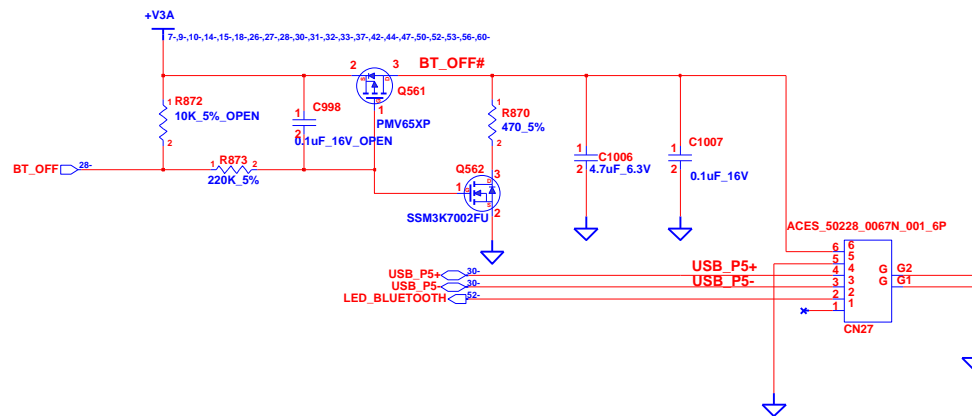 +V3A
7-,9-,10-,14-,15-,18-,26-,27-,28-,30-,31-,32-,33-,37-,42-,44-,47-,50-,52-,53-,56-,60-
2
3
BT_OFF#
S
D
G
Q561
1
PMV65XP
1
R872
10K_5%_OPEN
2
C998
1
2
0.1uF_16V_OPEN
1
R870
470_5%
2
BT_OFF
28-
1
R873
2
220K_5%
Q562
3
1
D
G
S
2
SSM3K7002FU
1
2
C1006
4.7uF_6.3V
1
C1007
2
0.1uF_16V
ACES_50228_0067N_001_6P
6
6
5
5
4
4
3
3
2
2
1
1
G
G2
G
G1
CN27
USB_P5+
30-
USB_P5+
USB_P5-
30-
USB_P5-
LED_BLUETOOTH
52-